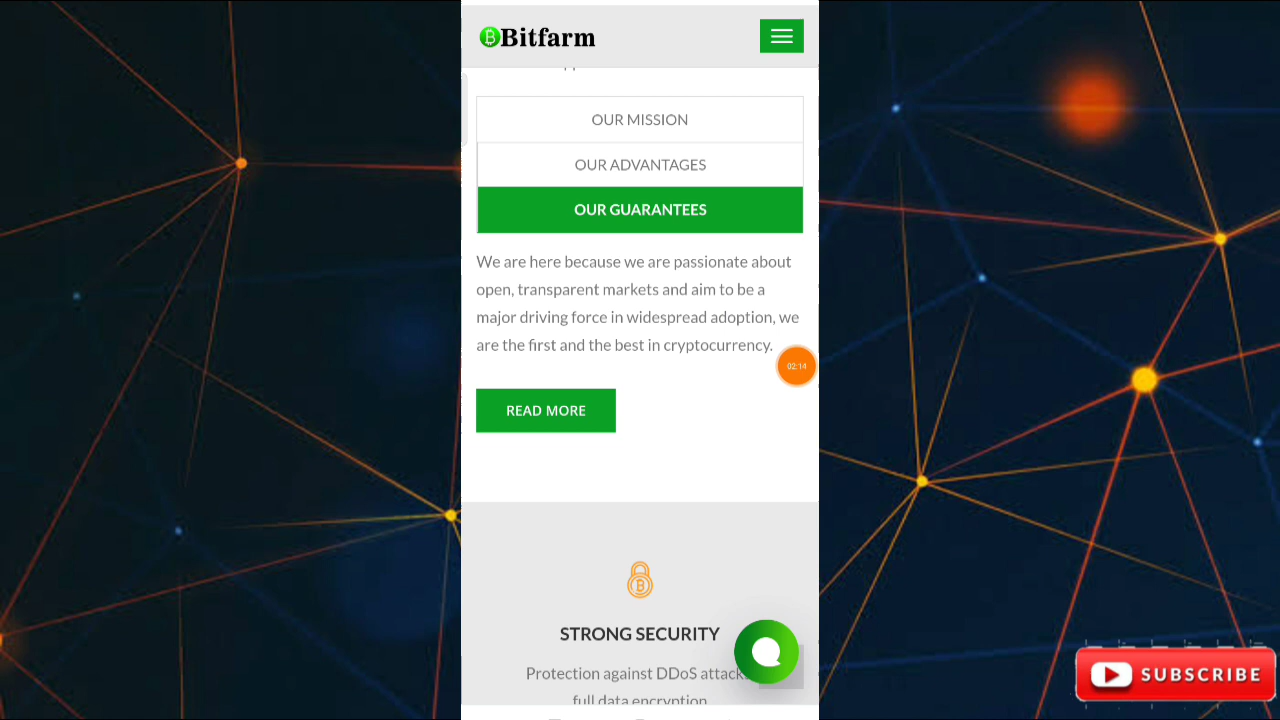 Bitfarm
OUR MISSION
OUR ADVANTAGES
OUR GUARANTEES
We are here because we are passionate about
open, transparent markets and aim to be a
major driving force in widespread adoption, we
are the first and the best in cryptocurrency.
02:14
READ MORE
STRONG SECURITY
Protection against DDoS attacks,
full data encryption
SUBSCRIBE